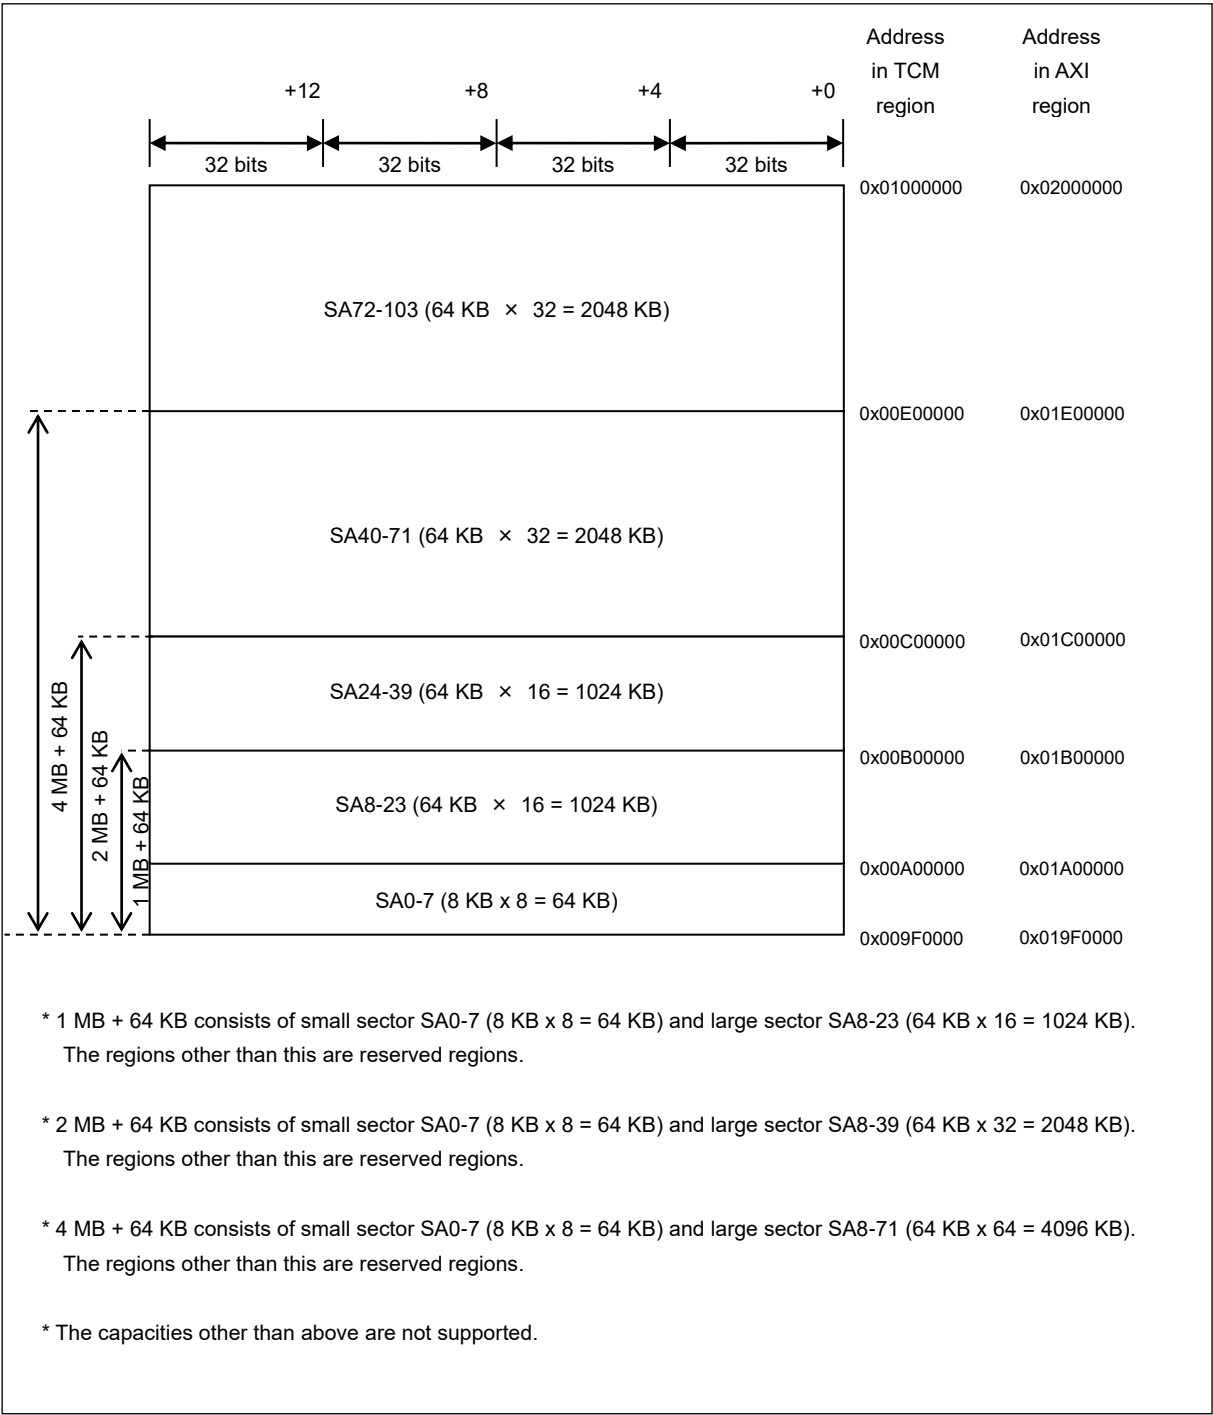 Address Address
in TCM in AXI
+12 +8 +4 +0 region region
32 bits 32 bits 32 bits 32 bits
0x01000000 0x02000000
SA72-103 (64 KB × 32 = 2048 KB)
0x00E00000 0x01E00000
SA40-71 (64 KB × 32 = 2048 KB)
0x00C00000 0x01C00000
SA24-39 (64 KB × 16 = 1024 KB)
4 MB + 64 KB
2 MB + 64 KB
1 MB + 64 KB
0x00B00000 0x01B00000
SA8-23 (64 KB × 16 = 1024 KB)
0x00A00000 0x01A00000
SA0-7 (8 KB x 8 = 64 KB)
0x009F0000 0x019F0000
* 1 MB + 64 KB consists of small sector SA0-7 (8 KB x 8 = 64 KB) and large sector SA8-23 (64 KB x 16 = 1024 KB).
The regions other than this are reserved regions.
* 2 MB + 64 KB consists of small sector SA0-7 (8 KB x 8 = 64 KB) and large sector SA8-39 (64 KB x 32 = 2048 KB).
The regions other than this are reserved regions.
* 4 MB + 64 KB consists of small sector SA0-7 (8 KB x 8 = 64 KB) and large sector SA8-71 (64 KB x 64 = 4096 KB).
The regions other than this are reserved regions.
* The capacities other than above are not supported.